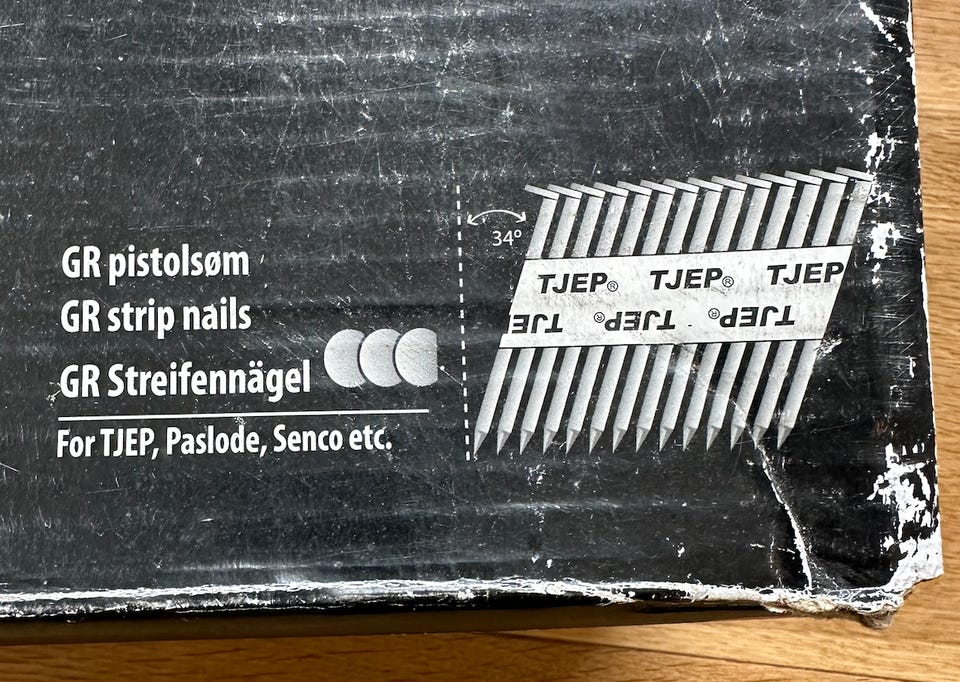 GR pistolsøm
GR strip nails
GR Streifennägel
For TJEP, Paslode, Senco etc.
34°
TJEP® TJEP® TJEP
TJEP® TJEP® TJE